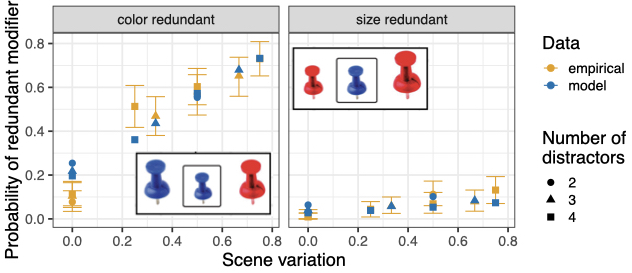 color redundant
size redundant
Probability of redundant modifier
0.8
0.6
0.4
0.2
0.0
0.0 0.2 0.4 0.6 0.8
0.0 0.2 0.4 0.6 0.8
Scene variation
Data
empirical
model
Number of
distractors
2
3
4